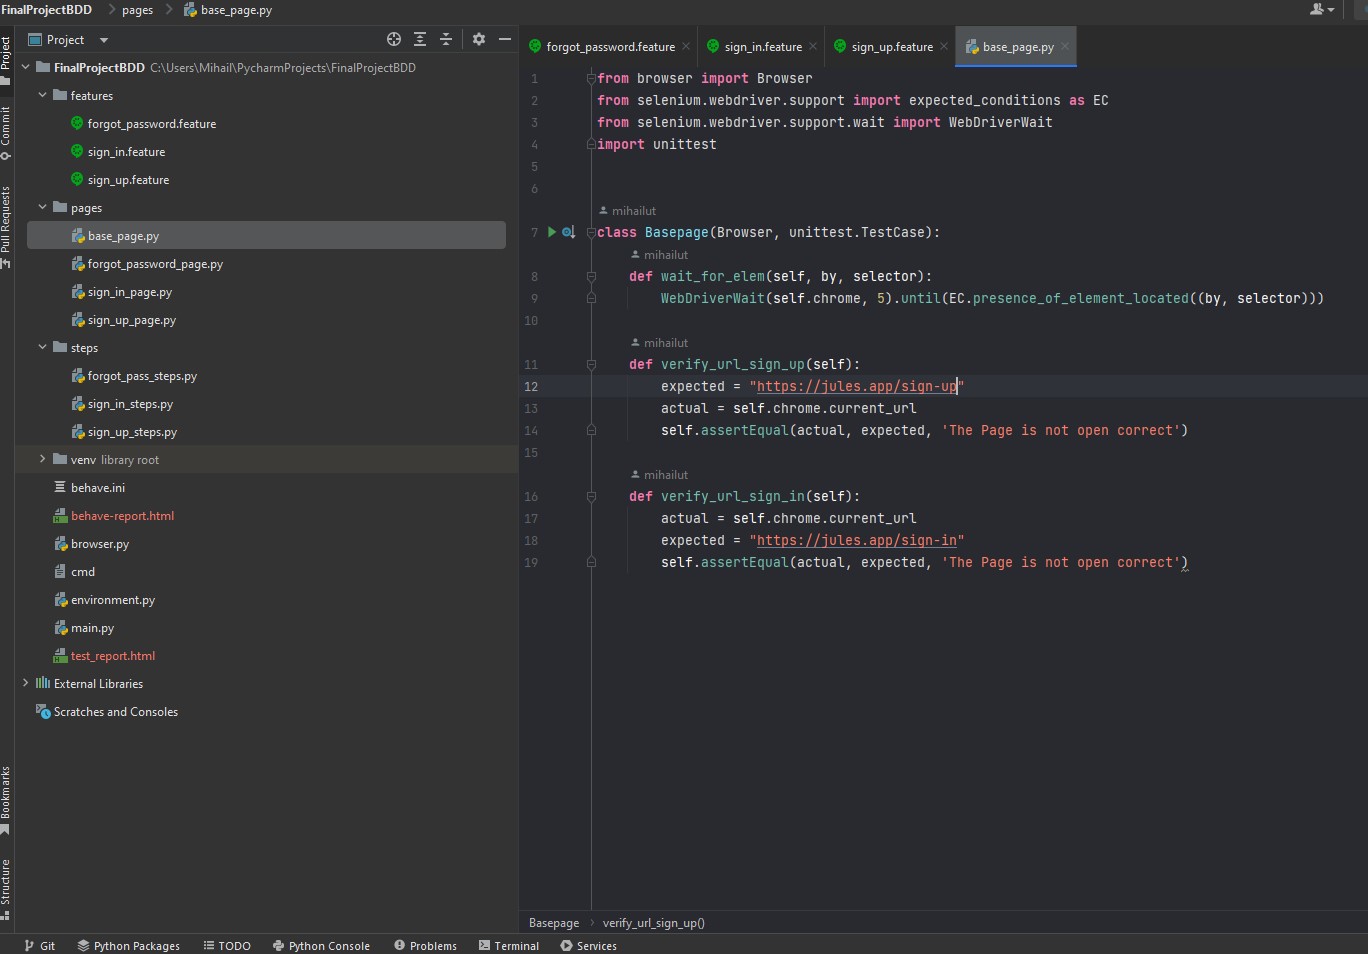 FinalProjectBDD pages base_page.py
Project
Commit
Pull Requests
Bookmarks
Structure
Project
FinalProjectBDD C:\Users\Mihail\PycharmProjects\FinalProjectBDD
features
forgot_password.feature
sign_in.feature
sign_up.feature
pages
base_page.py
forgot_password_page.py
sign_in_page.py
sign_up_page.py
steps
forgot_pass_steps.py
sign_in_steps.py
sign_up_steps.py
venv library root
behave.ini
behave-report.html
browser.py
cmd
environment.py
main.py
test_report.html
External Libraries
Scratches and Consoles
forgot_password.feature sign_in.feature sign_up.feature base_page.py
1 from browser import Browser
2 from selenium.webdriver.support import expected_conditions as EC
3 from selenium.webdriver.support.wait import WebDriverWait
4 import unittest
5
6
mihailut
7 class Basepage(Browser, unittest.TestCase):
mihailut
8 def wait_for_elem(self, by, selector):
9 WebDriverWait(self.chrome, 5).until(EC.presence_of_element_located((by, selector)))
10
mihailut
11 def verify_url_sign_up(self):
12 expected = "https://jules.app/sign-up"
13 actual = self.chrome.current_url
14 self.assertEqual(actual, expected, 'The Page is not open correct')
15
mihailut
16 def verify_url_sign_in(self):
17 actual = self.chrome.current_url
18 expected = "https://jules.app/sign-in"
19 self.assertEqual(actual, expected, 'The Page is not open correct')
Basepage verify_url_sign_up()
Git Python Packages TODO Python Console Problems Terminal Services